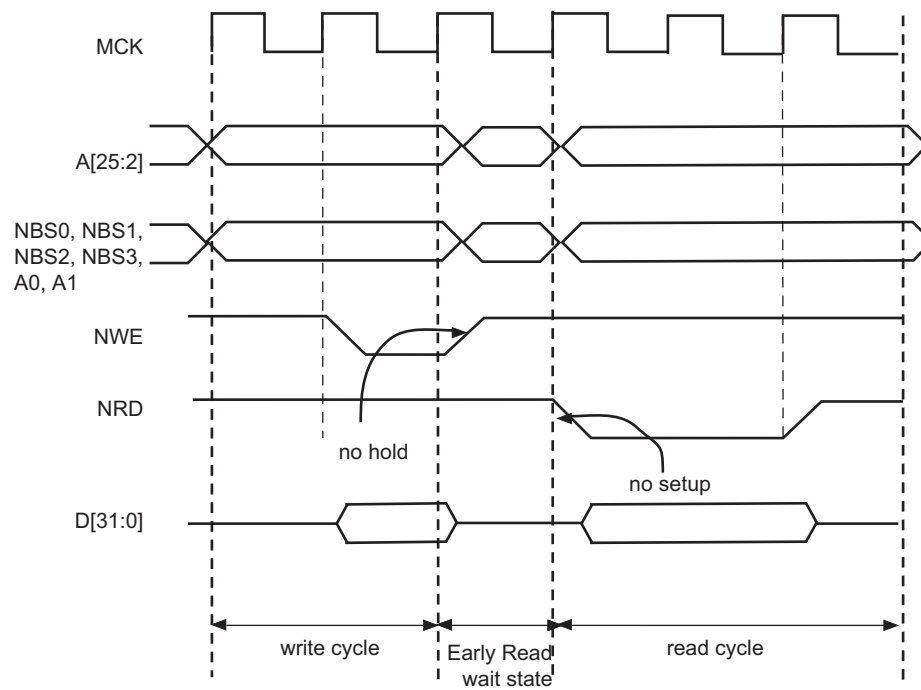 MCK
A[25:2]
NBS0, NBS1,
NBS2, NBS3,
A0, A1
NWE
NRD
no hold
no setup
D[31:0]
write cycle
Early Read
wait state
read cycle